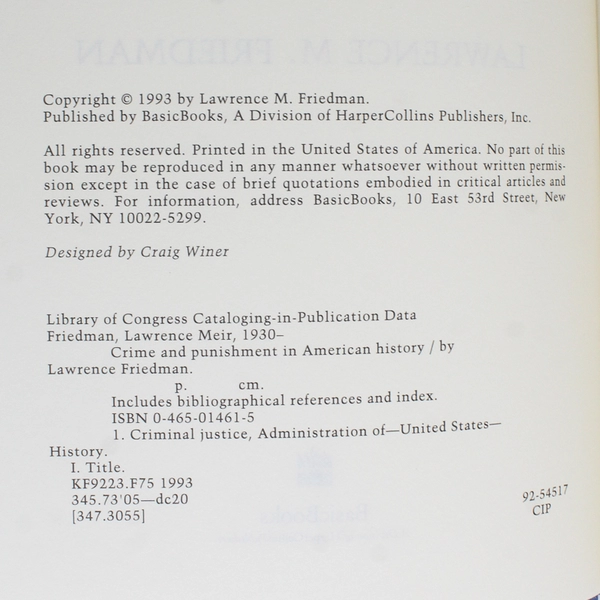 Copyright © 1993 by Lawrence M. Friedman.
Published by BasicBooks, A Division of HarperCollins Publishers, Inc.
All rights reserved. Printed in the United States of America. No part of this
book may be reproduced in any manner whatsoever without written permis-
sion except in the case of brief quotations embodied in critical articles and
reviews. For information, address BasicBooks, 10 East 53rd Street, New
York, NY 10022-5299.
Designed by Craig Winer
Library of Congress Cataloging-in-Publication Data
Friedman, Lawrence Meir, 1930–
Crime and punishment in American history / by
Lawrence Friedman.
p. cm.
Includes bibliographical references and index.
ISBN 0-465-01461-5
1. Criminal justice, Administration of—United States—
History.
I. Title.
KF9223.F75 1993
345.73'05—dc20
[347.3055]
92-54517
CIP